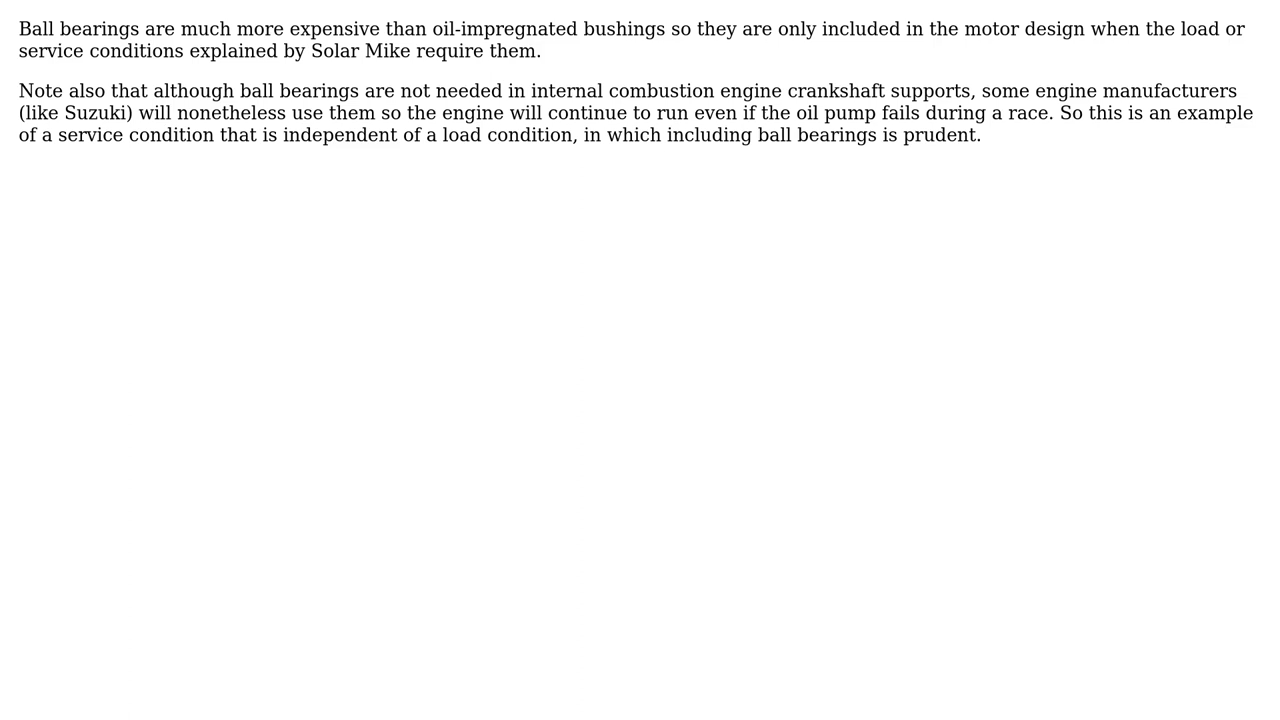 Ball bearings are much more expensive than oil-impregnated bushings so they are only included in the motor design when the load or
service conditions explained by Solar Mike require them.
Note also that although ball bearings are not needed in internal combustion engine crankshaft supports, some engine manufacturers
(like Suzuki) will nonetheless use them so the engine will continue to run even if the oil pump fails during a race. So this is an example
of a service condition that is independent of a load condition, in which including ball bearings is prudent.